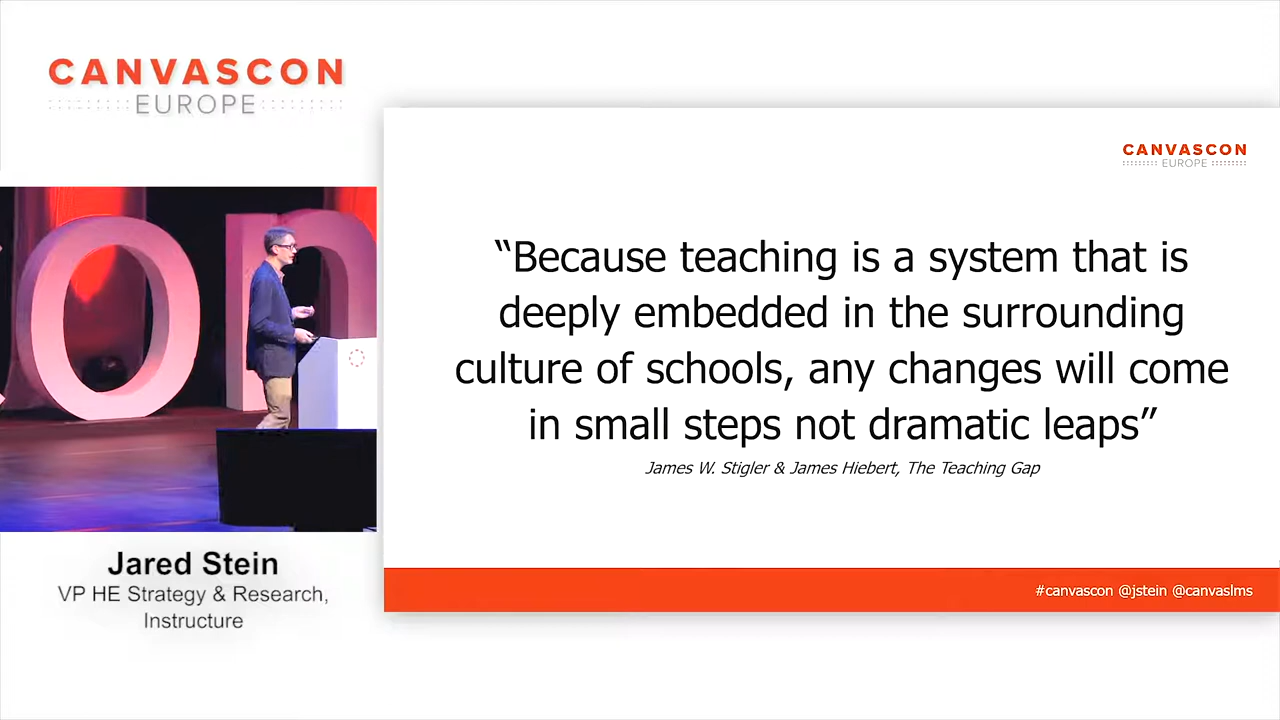 CANVASCON
EUROPE
on
Jared Stein
VP HE Strategy & Research,
Instructure
CANVASCON
EUROPE
“Because teaching is a system that is
deeply embedded in the surrounding
culture of schools, any changes will come
in small steps not dramatic leaps”
James W. Stigler & James Hiebert, The Teaching Gap
#canvascon @jstein @canvaslms